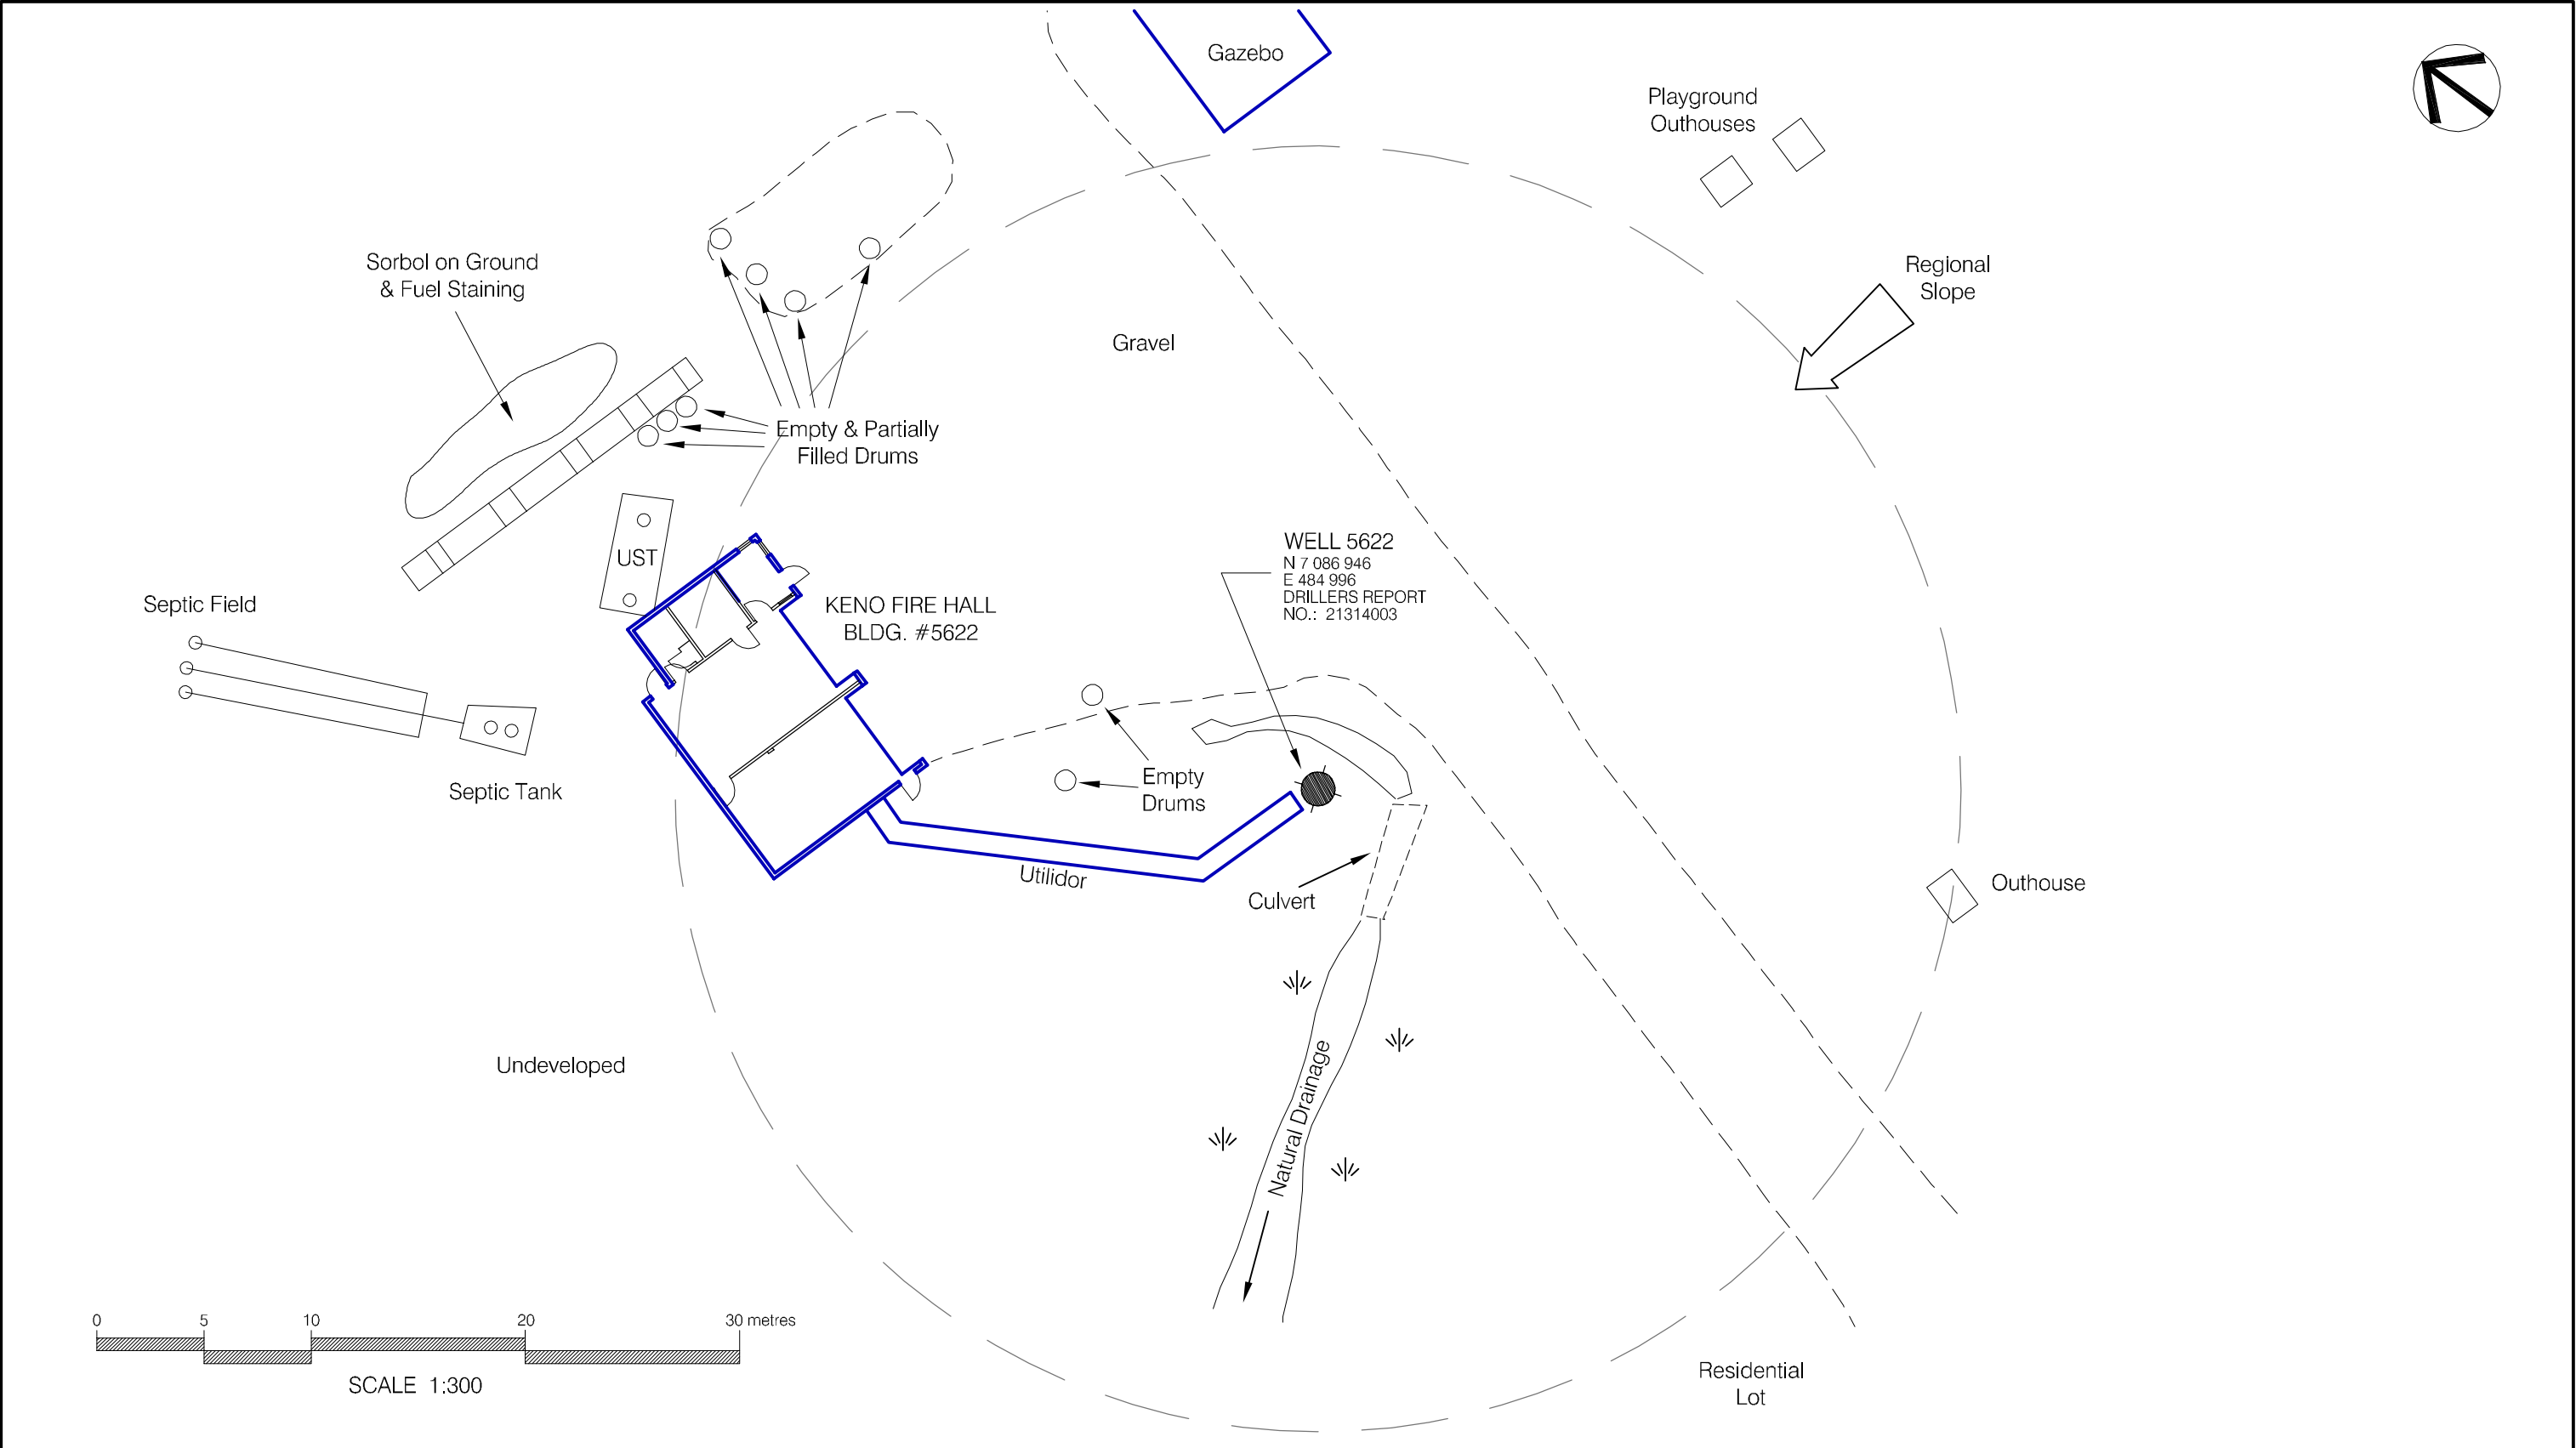 Gazebo
Playground
Outhouses
Sorbol on Ground
& Fuel Staining
Regional
Slope
Gravel
Empty & Partially
Filled Drums
UST
WELL 5622
N 7 086 946
E 484 996
DRILLERS REPORT
NO.: 21314003
Septic Field
KENO FIRE HALL
BLDG. #5622
Septic Tank
Empty
Drums
Utilidor
Culvert
Outhouse
Undeveloped
Natural Drainage
0 5 10 20 30 metres
SCALE 1:300
Residential
Lot